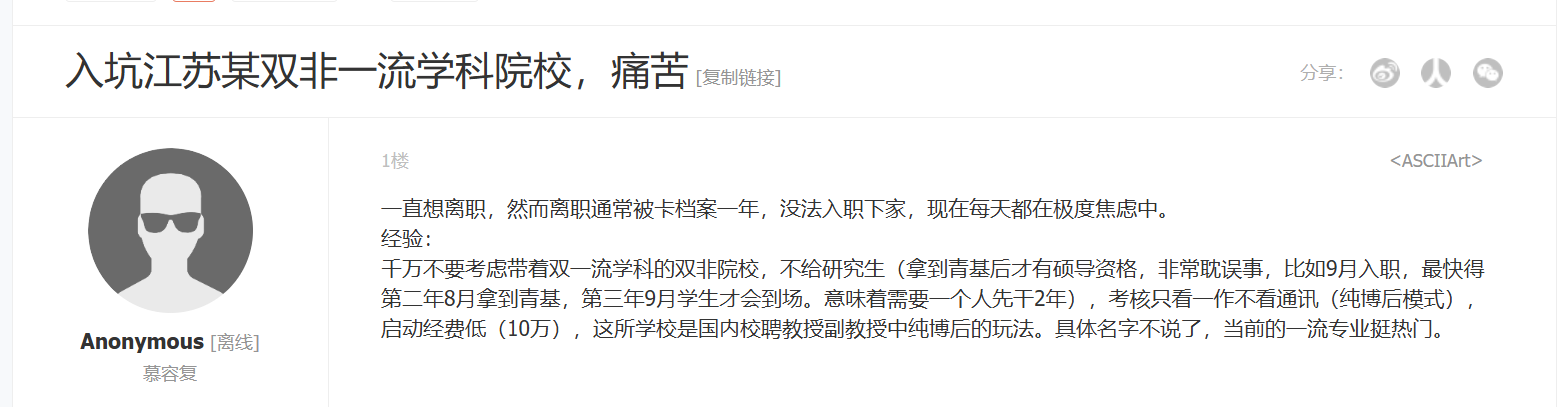 入坑江苏某双非一流学科院校，痛苦 [复制链接]
分享：
1楼
<ASCIIArt>
一直想离职，然而离职通常被卡档案一年，没法入职下家，现在每天都在极度焦虑中。
经验：
千万不要考虑带着双一流学科的双非院校，不给研究生（拿到青基后才有硕导资格，非常耽误事，比如9月入职，最快得
第二年8月拿到青基，第三年9月学生才会到场。意味着需要一个人先干2年），考核只看一作不看通讯（纯博后模式），
启动经费低（10万），这所学校是国内校聘教授副教授中纯博后的玩法。具体名字不说了，当前的一流专业挺热门。
Anonymous [离线]
慕容复